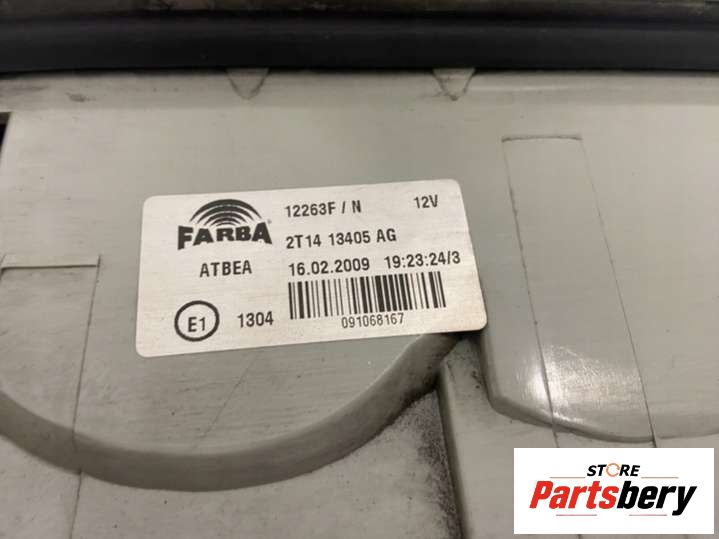 12263F / N 12V
FARBA
2T14 13405 AG
ATBEA 16.02.2009 19:23:24/3
E1 1304
091068167
STORE
Partsbery